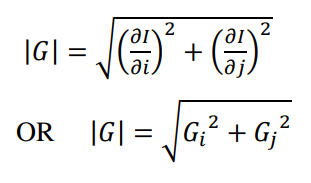 |G| = √((∂I/∂i)² + (∂I/∂j)²)
OR |G| = √(Gᵢ² + Gⱼ²)